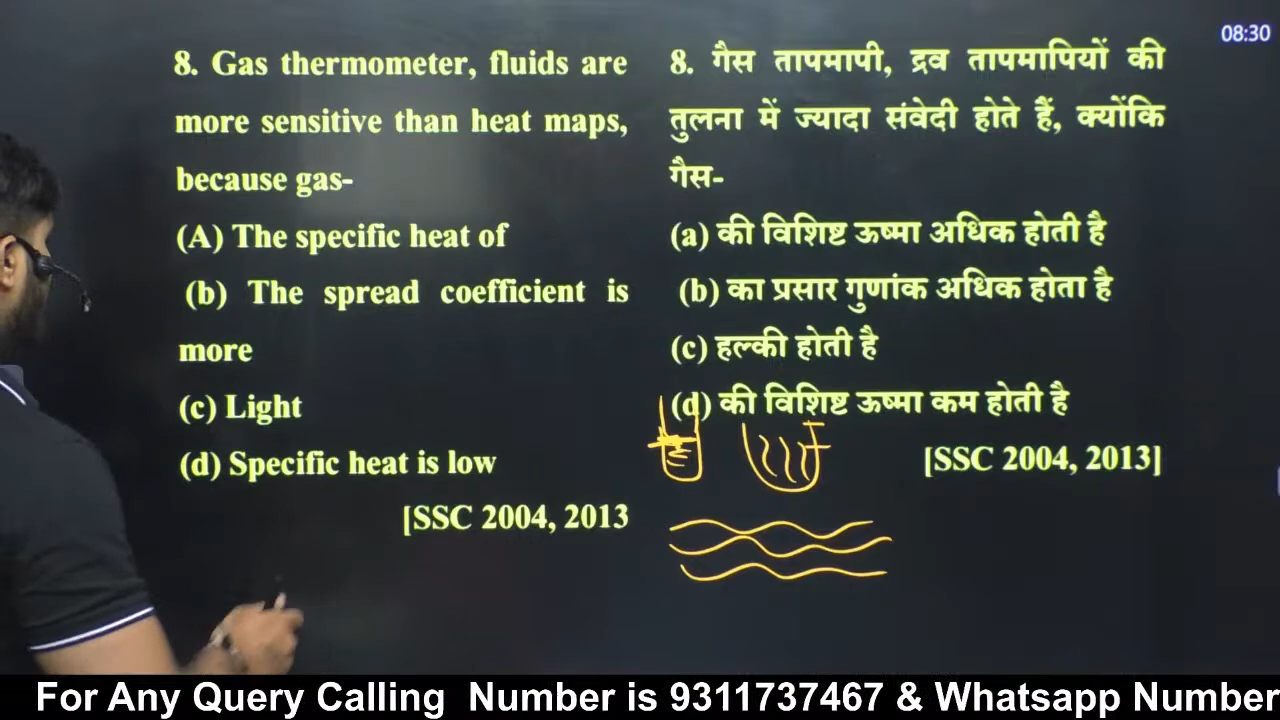 08:30
8. Gas thermometer, fluids are
more sensitive than heat maps,
because gas-
(A) The specific heat of
(b) The spread coefficient is
more
(c) Light
(d) Specific heat is low
[SSC 2004, 2013
8. गैस तापमापी, द्रव तापमापियों की
तुलना में ज्यादा संवेदी होते हैं, क्योंकि
गैस-
(a) की विशिष्ट ऊष्मा अधिक होती है
(b) का प्रसार गुणांक अधिक होता है
(c) हल्की होती है
(d) की विशिष्ट ऊष्मा कम होती है
[SSC 2004, 2013]
For Any Query Calling Number is 9311737467 & Whatsapp Number